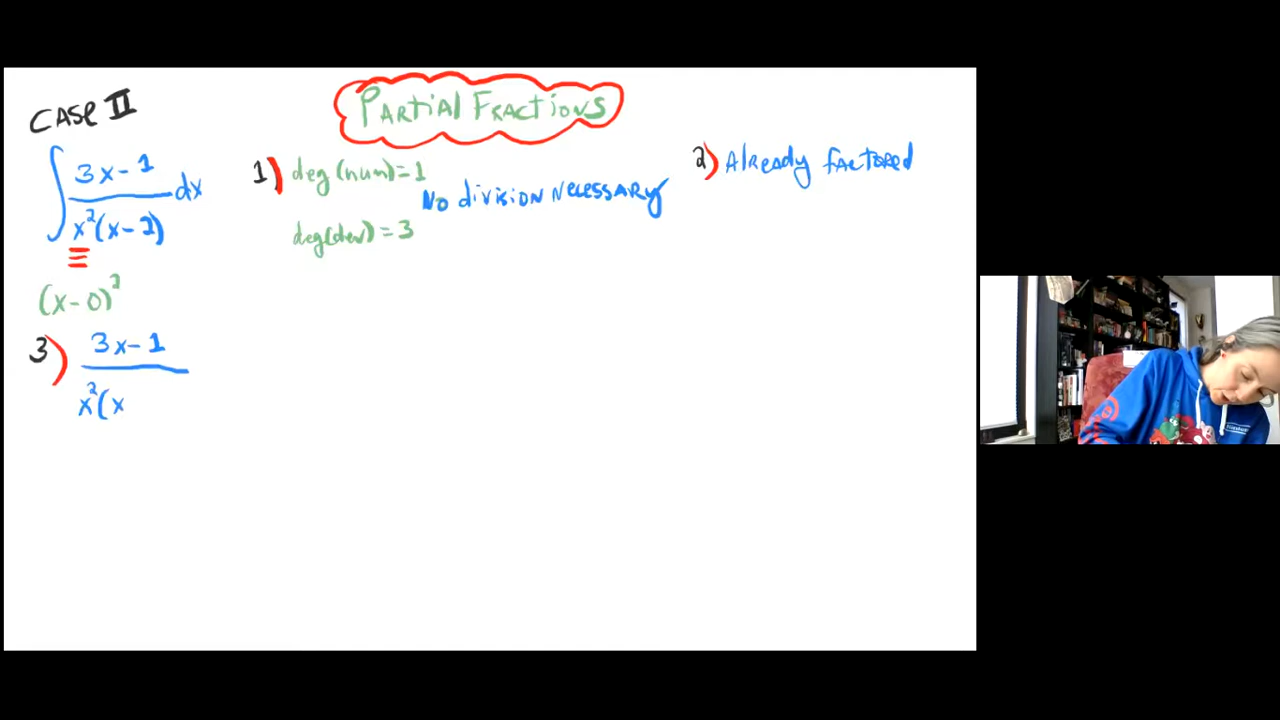 Partial Fractions
CASE II
∫ 3x-1 / x²(x-2) dx
(x-0)²
1) deg(num)=1
deg(den)=3
No division necessary
2) Already factored
3) 3x-1 / x²(x